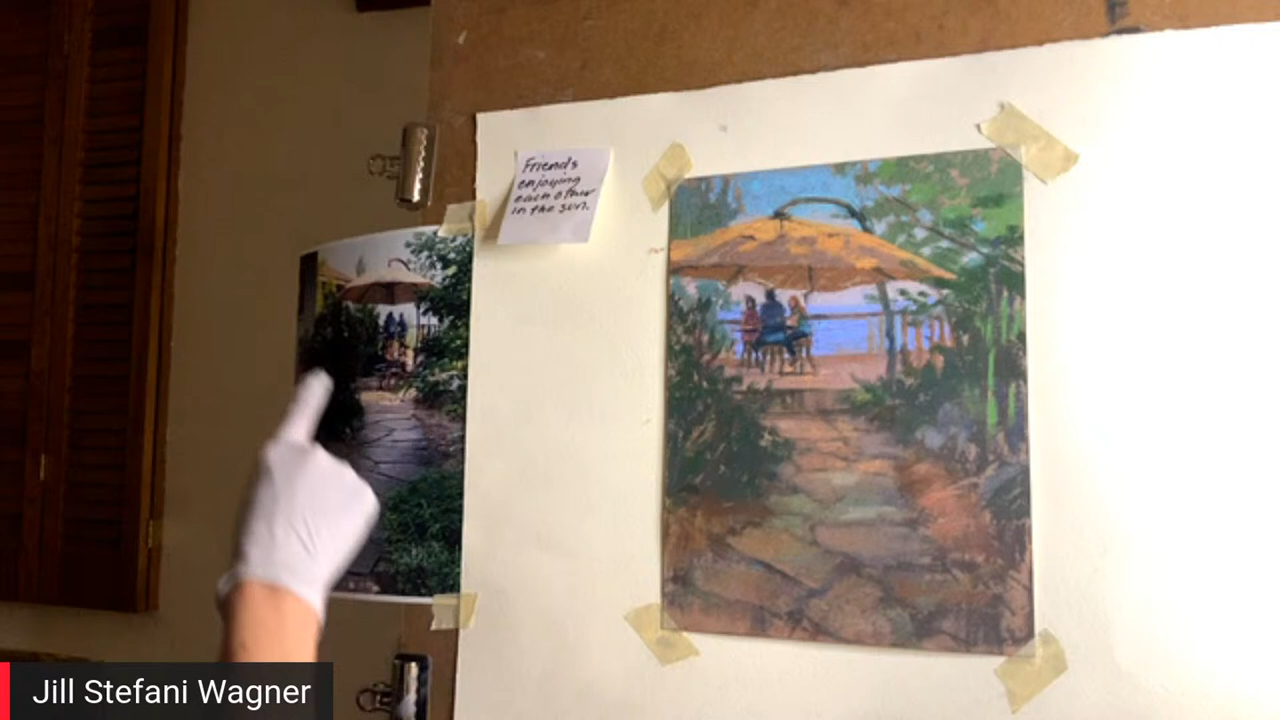 Friends
enjoying
each other
in the sun.
Jill Stefani Wagner